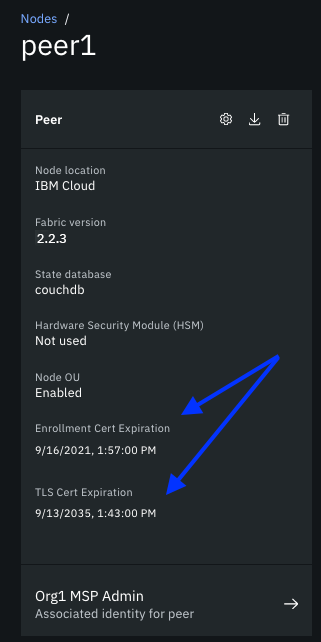 Nodes /
peer1
Peer
Node location
IBM Cloud
Fabric version
2.2.3
State database
couchdb
Hardware Security Module (HSM)
Not used
Node OU
Enabled
Enrollment Cert Expiration
9/16/2021, 1:57:00 PM
TLS Cert Expiration
9/13/2035, 1:43:00 PM
Org1 MSP Admin
Associated identity for peer